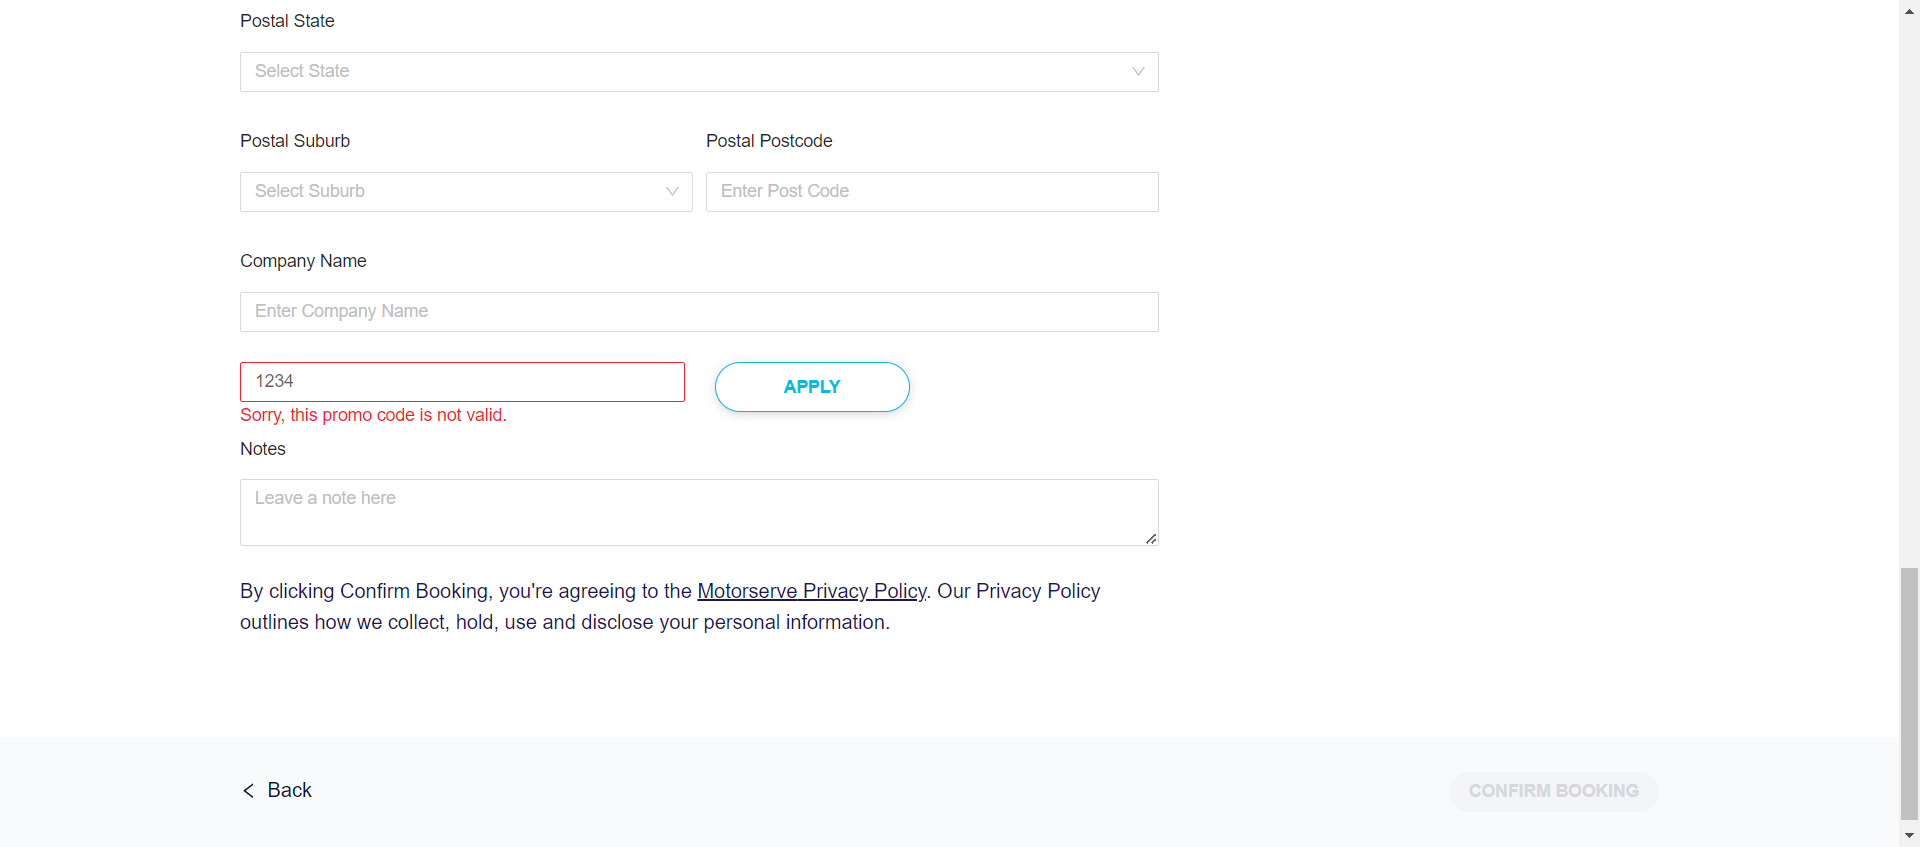 Postal State
Select State
Postal Suburb
Postal Postcode
Select Suburb
Enter Post Code
Company Name
Enter Company Name
1234
APPLY
Sorry, this promo code is not valid.
Notes
Leave a note here
By clicking Confirm Booking, you're agreeing to the Motorserve Privacy Policy. Our Privacy Policy
outlines how we collect, hold, use and disclose your personal information.
Back
CONFIRM BOOKING